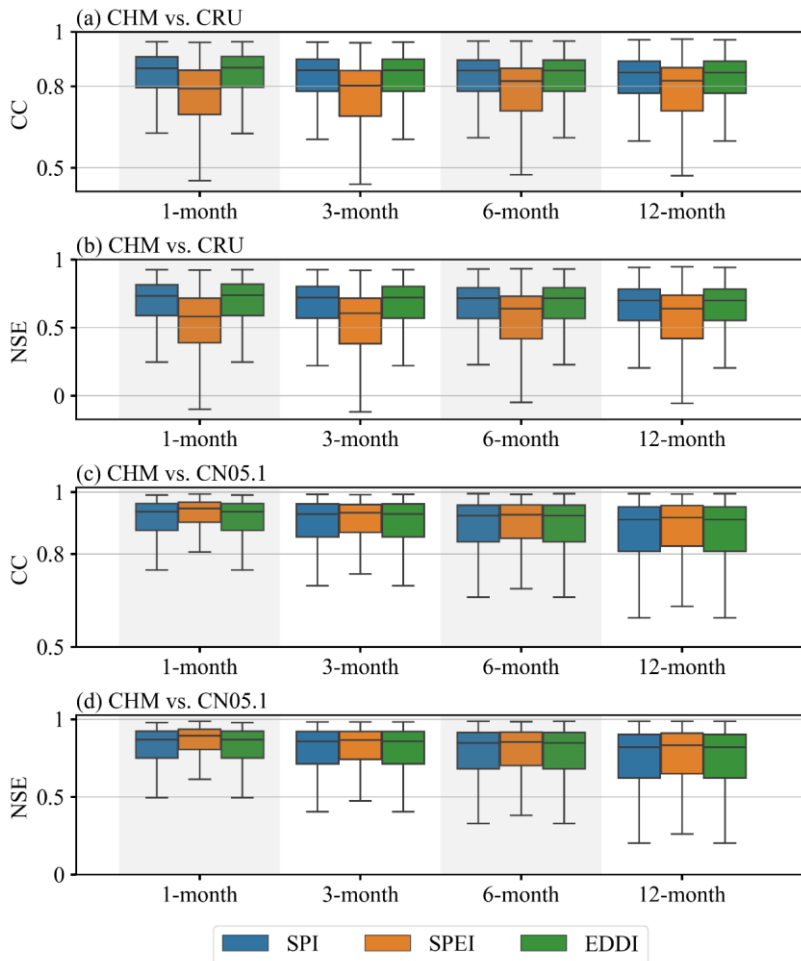 (a) CHM vs. CRU
1
0.8
0.5
CC
1-month 3-month 6-month 12-month
(b) CHM vs. CRU
1
0.5
0
NSE
1-month 3-month 6-month 12-month
(c) CHM vs. CN05.1
1
0.8
0.5
CC
1-month 3-month 6-month 12-month
(d) CHM vs. CN05.1
1
0.5
0
NSE
1-month 3-month 6-month 12-month
SPI SPEI EDDI